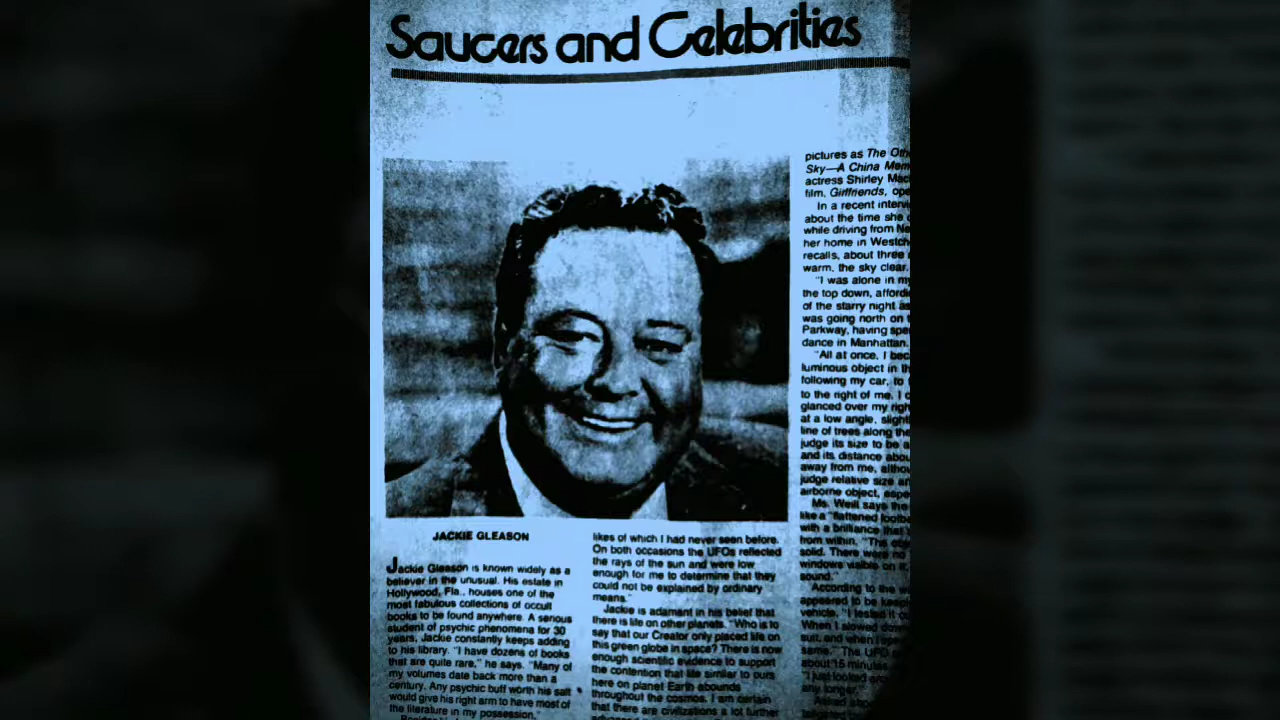 Saucers and Celebrities
JACKIE GLEASON
Jackie Gleason is known widely as a
believer in the unusual. His estate in
Hollywood, Fla., houses one of the
most fabulous collections of occult
books to be found anywhere. A serious
student of psychic phenomena for 30
years, Jackie constantly keeps adding
to his library. "I have dozens of books
that are quite rare," he says. "Many of
my volumes date back more than a
century. Any psychic buff worth his salt
would give his right arm to have most of
the literature in my possession."
likes of which I had never seen before.
On both occasions the UFOs reflected
the rays of the sun and were low
enough for me to determine that they
could not be explained by ordinary
means."
Jackie is adamant in his belief that
there is life on other planets. "Who is to
say that our Creator only placed life on
this green globe in space? There is now
enough scientific evidence to support
the contention that life similar to ours
here on planet Earth abounds
throughout the cosmos. I am certain
that there are civilizations a lot further
pictures as The Oth
Sky—A China Mem
actress Shirley Mac
film, Girlfriends, ope
In a recent interv
about the time she
while driving from Ne
her home in Westch
recalls, about three
warm, the sky clear.
"I was alone in my
the top down, affordi
of the starry night as
was going north on t
Parkway, having spe
dance in Manhattan.
"All at once, I bec
luminous object in th
following my car, to
to the right of me. I
glanced over my righ
at a low angle, slight
line of trees along the
judge its size to be a
and its distance abou
away from me, althou
judge relative size an
airborne object, espe
Ms. Weill says the
like a "flattened footb
with a brilliance that
from within. "The obj
solid. There were no
windows visible on it.
sound."
According to the w
appeared to be keep
vehicle. "I tested it
When I slowed dow
suit, and when I spe
same." The UFO
about 15 minutes
"I just looked aro
any longer.
Asked abo